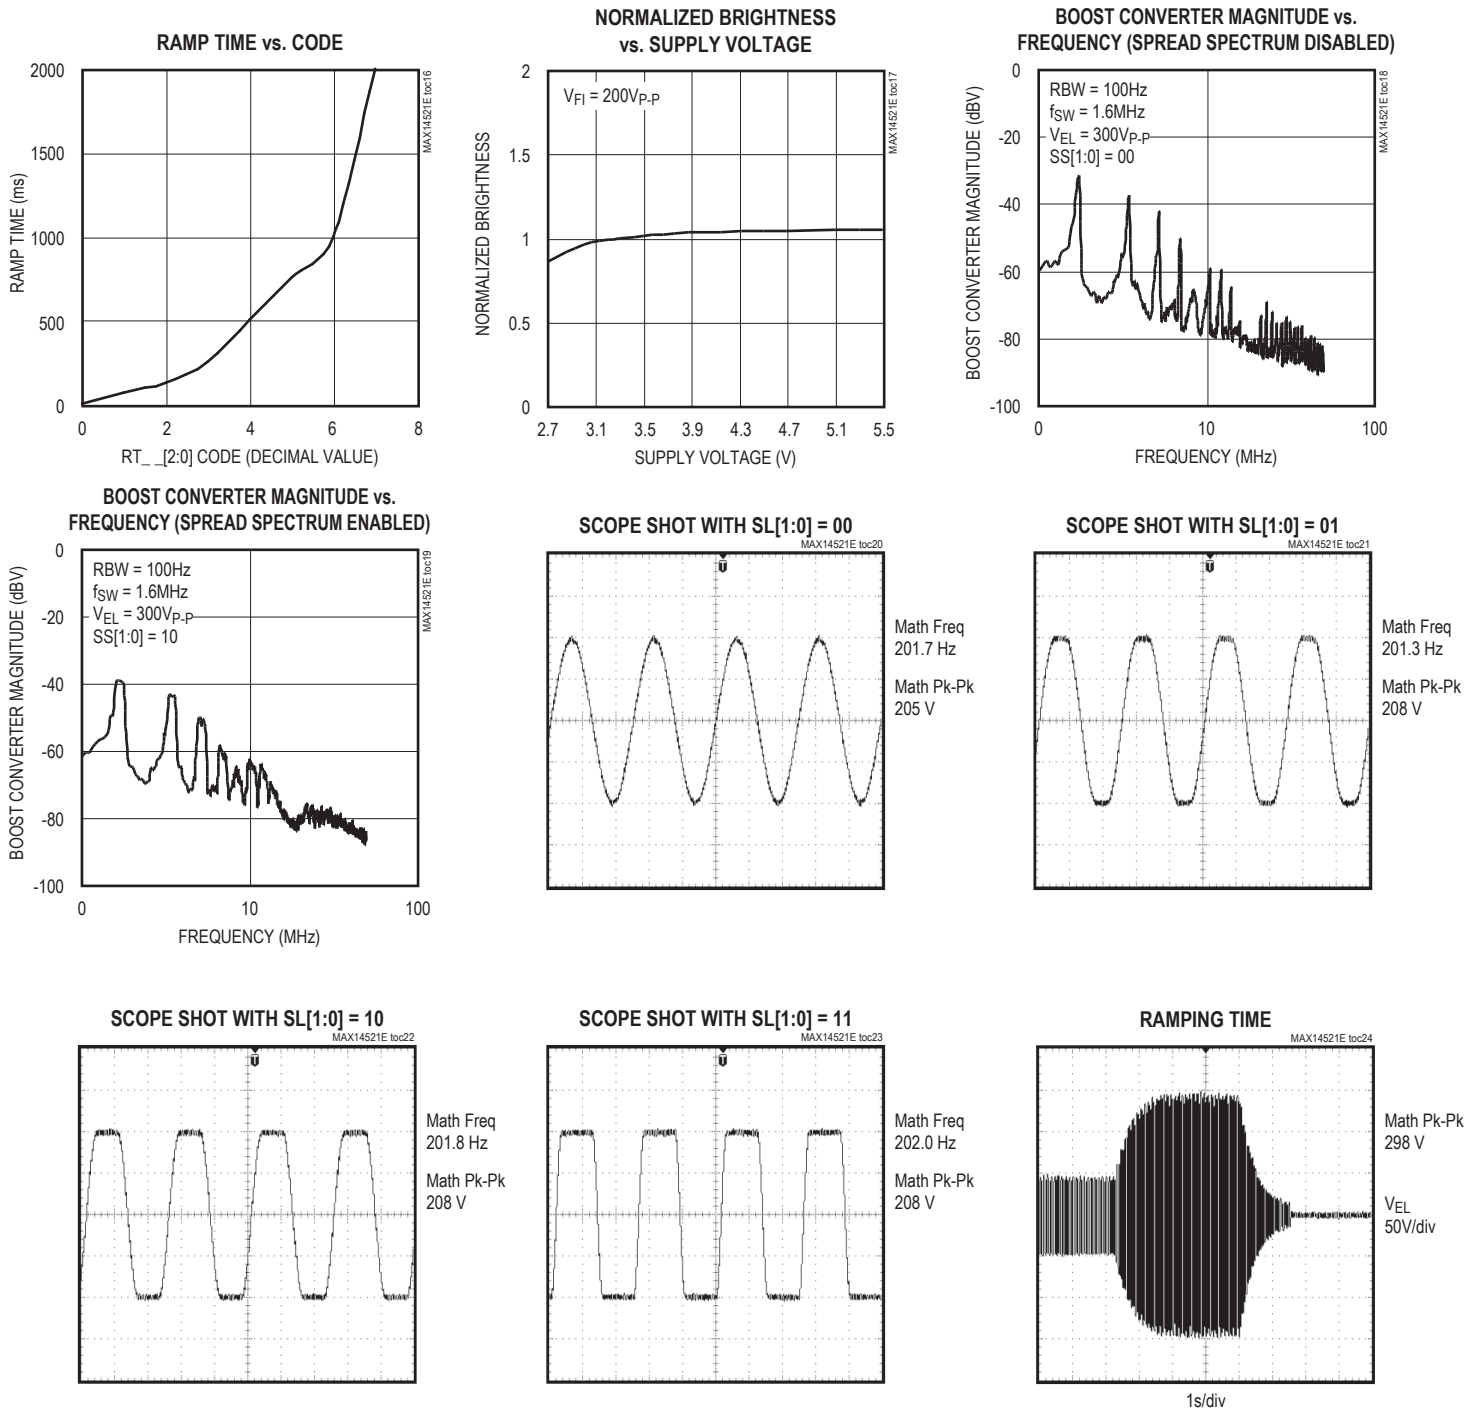 RAMP TIME vs. CODE
MAX14521E toc16
RAMP TIME (ms)
2000
1500
1000
500
0
0 2 4 6 8
RT_ _[2:0] CODE (DECIMAL VALUE)
NORMALIZED BRIGHTNESS
vs. SUPPLY VOLTAGE
MAX14521E toc17
VFI = 200VP-P
NORMALIZED BRIGHTNESS
2
1.5
1
0.5
0
2.7 3.1 3.5 3.9 4.3 4.7 5.1 5.5
SUPPLY VOLTAGE (V)
BOOST CONVERTER MAGNITUDE vs.
FREQUENCY (SPREAD SPECTRUM DISABLED)
MAX14521E toc18
RBW = 100Hz
fSW = 1.6MHz
VEL = 300VP-P
SS[1:0] = 00
BOOST CONVERTER MAGNITUDE (dBV)
0
-20
-40
-60
-80
-100
0 10 100
FREQUENCY (MHz)
BOOST CONVERTER MAGNITUDE vs.
FREQUENCY (SPREAD SPECTRUM ENABLED)
MAX14521E toc19
RBW = 100Hz
fSW = 1.6MHz
VEL = 300VP-P
SS[1:0] = 10
BOOST CONVERTER MAGNITUDE (dBV)
0
-20
-40
-60
-80
-100
0 10 100
FREQUENCY (MHz)
SCOPE SHOT WITH SL[1:0] = 00
MAX14521E toc20
T
Math Freq
201.7 Hz
Math Pk-Pk
205 V
SCOPE SHOT WITH SL[1:0] = 01
MAX14521E toc21
T
Math Freq
201.3 Hz
Math Pk-Pk
208 V
SCOPE SHOT WITH SL[1:0] = 10
MAX14521E toc22
T
Math Freq
201.8 Hz
Math Pk-Pk
208 V
SCOPE SHOT WITH SL[1:0] = 11
MAX14521E toc23
T
Math Freq
202.0 Hz
Math Pk-Pk
208 V
RAMPING TIME
MAX14521E toc24
Math Pk-Pk
298 V
VEL
50V/div
1s/div